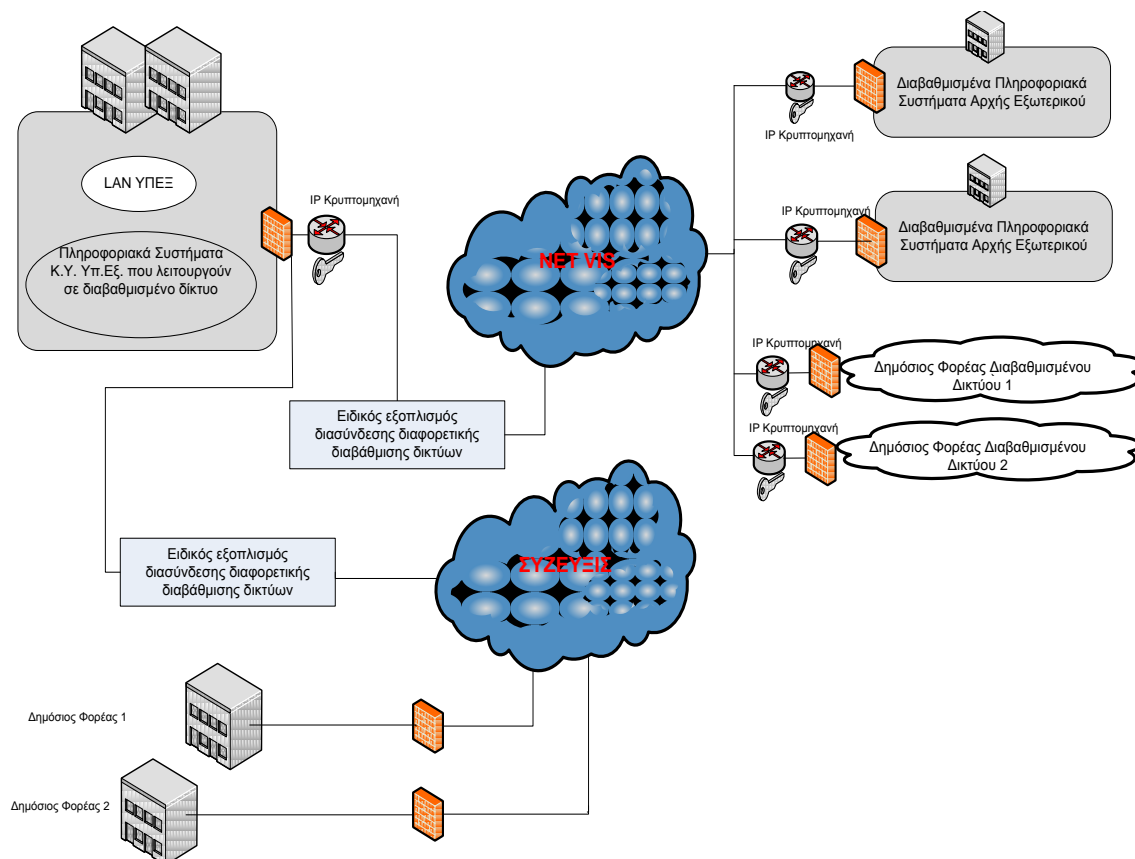 LAN ΥΠΕΞ
Πληροφοριακά Συστήματα
Κ.Υ. Υπ.Εξ. που λειτουργούν
σε διαβαθμισμένο δίκτυο
IP Κρυπτομηχανή
Ειδικός εξοπλισμός
διασύνδεσης διαφορετικής
διαβάθμισης δικτύων
NET VIS
IP Κρυπτομηχανή
Διαβαθμισμένα Πληροφοριακά
Συστήματα Αρχής Εξωτερικού
IP Κρυπτομηχανή
Διαβαθμισμένα Πληροφοριακά
Συστήματα Αρχής Εξωτερικού
IP Κρυπτομηχανή
Δημόσιος Φορέας Διαβαθμισμένου
Δικτύου 1
IP Κρυπτομηχανή
Δημόσιος Φορέας Διαβαθμισμένου
Δικτύου 2
Ειδικός εξοπλισμός
διασύνδεσης διαφορετικής
διαβάθμισης δικτύων
ΣΥΖΕΥΞΙΣ
Δημόσιος Φορέας 1
Δημόσιος Φορέας 2